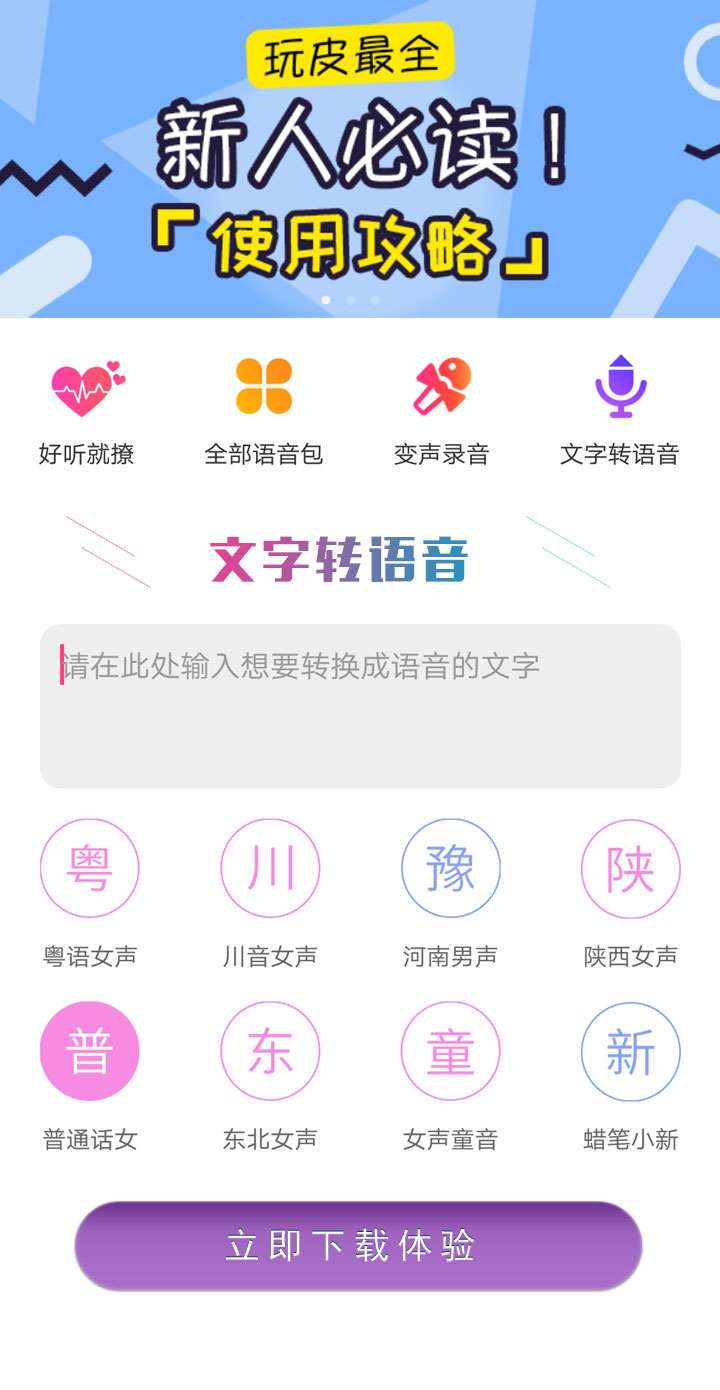 玩皮最全
新人必读！
「使用攻略」
好听就撩 全部语音包 变声录音 文字转语音
文字转语音
请在此处输入想要转换成语音的文字
粤 川 豫 陕
粤语女声 川音女声 河南男声 陕西女声
普 东 童 新
普通话女 东北女声 女声童音 蜡笔小新
立即下载体验